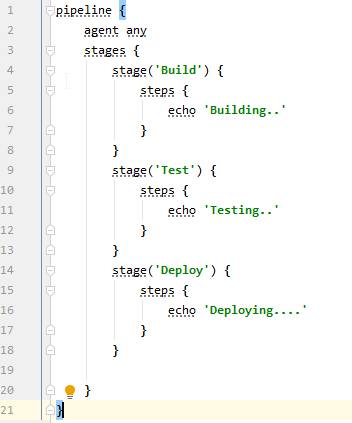 1 pipeline {
2     agent any
3     stages {
4         stage('Build') {
5             steps {
6                 echo 'Building..'
7             }
8         }
9         stage('Test') {
10             steps {
11                 echo 'Testing..'
12             }
13         }
14         stage('Deploy') {
15             steps {
16                 echo 'Deploying....'
17             }
18         }
19
20     }
21 }